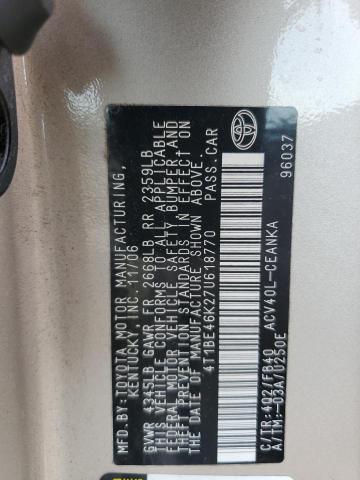 MFD.BY:TOYOTA MOTOR MANUFACTURING,
KENTUCKY, INC. 11/06
GVWR 4345LB GAWR FR 2668LB RR 2359LB
THIS VEHICLE CONFORMS TO ALL APPLICABLE
FEDERAL MOTOR VEHICLE SAFETY, BUMPER, AND
THEFT PREVENTION STANDARDS IN EFFECT ON
THE DATE OF MANUFACTURE SHOWN ABOVE.
4T1BE46K27U618770 PASS.CAR
C/TR:4Q2/FB40
A/TM:-03A/U250E
ACV40L-CEANKA
96037